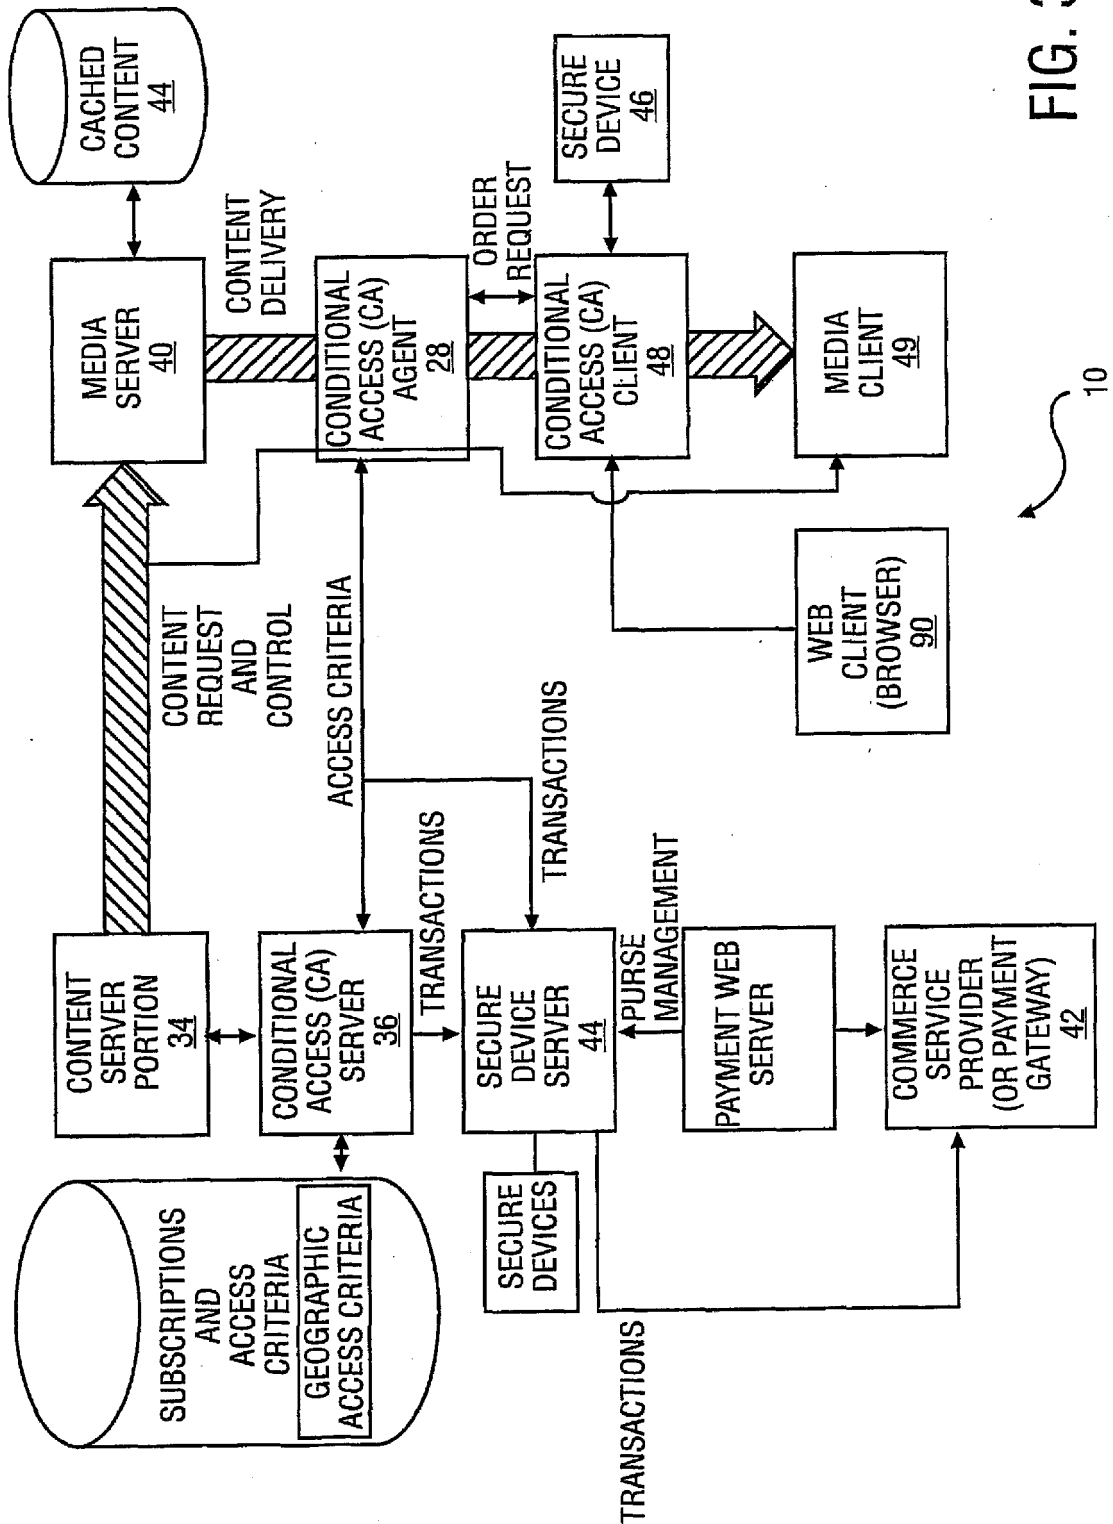 SUBSCRIPTIONS
AND
ACCESS
CRITERIA
GEOGRAPHIC
ACCESS CRITERIA
CONTENT
SERVER
PORTION
34
CONTENT
REQUEST
AND
CONTROL
MEDIA
SERVER
40
CACHED
CONTENT
44
CONTENT
DELIVERY
CONDITIONAL
ACCESS (CA)
SERVER
36
ACCESS CRITERIA
CONDITIONAL
ACCESS (CA)
AGENT
28
TRANSACTIONS
ORDER
REQUEST
SECURE
DEVICES
SECURE
DEVICE
SERVER
44
TRANSACTIONS
CONDITIONAL
ACCESS (CA)
CLIENT
48
SECURE
DEVICE
46
PURSE
MANAGEMENT
TRANSACTIONS
PAYMENT WEB
SERVER
WEB
CLIENT
(BROWSER)
90
MEDIA
CLIENT
49
COMMERCE
SERVICE
PROVIDER
(OR PAYMENT
GATEWAY)
42
10
FIG.